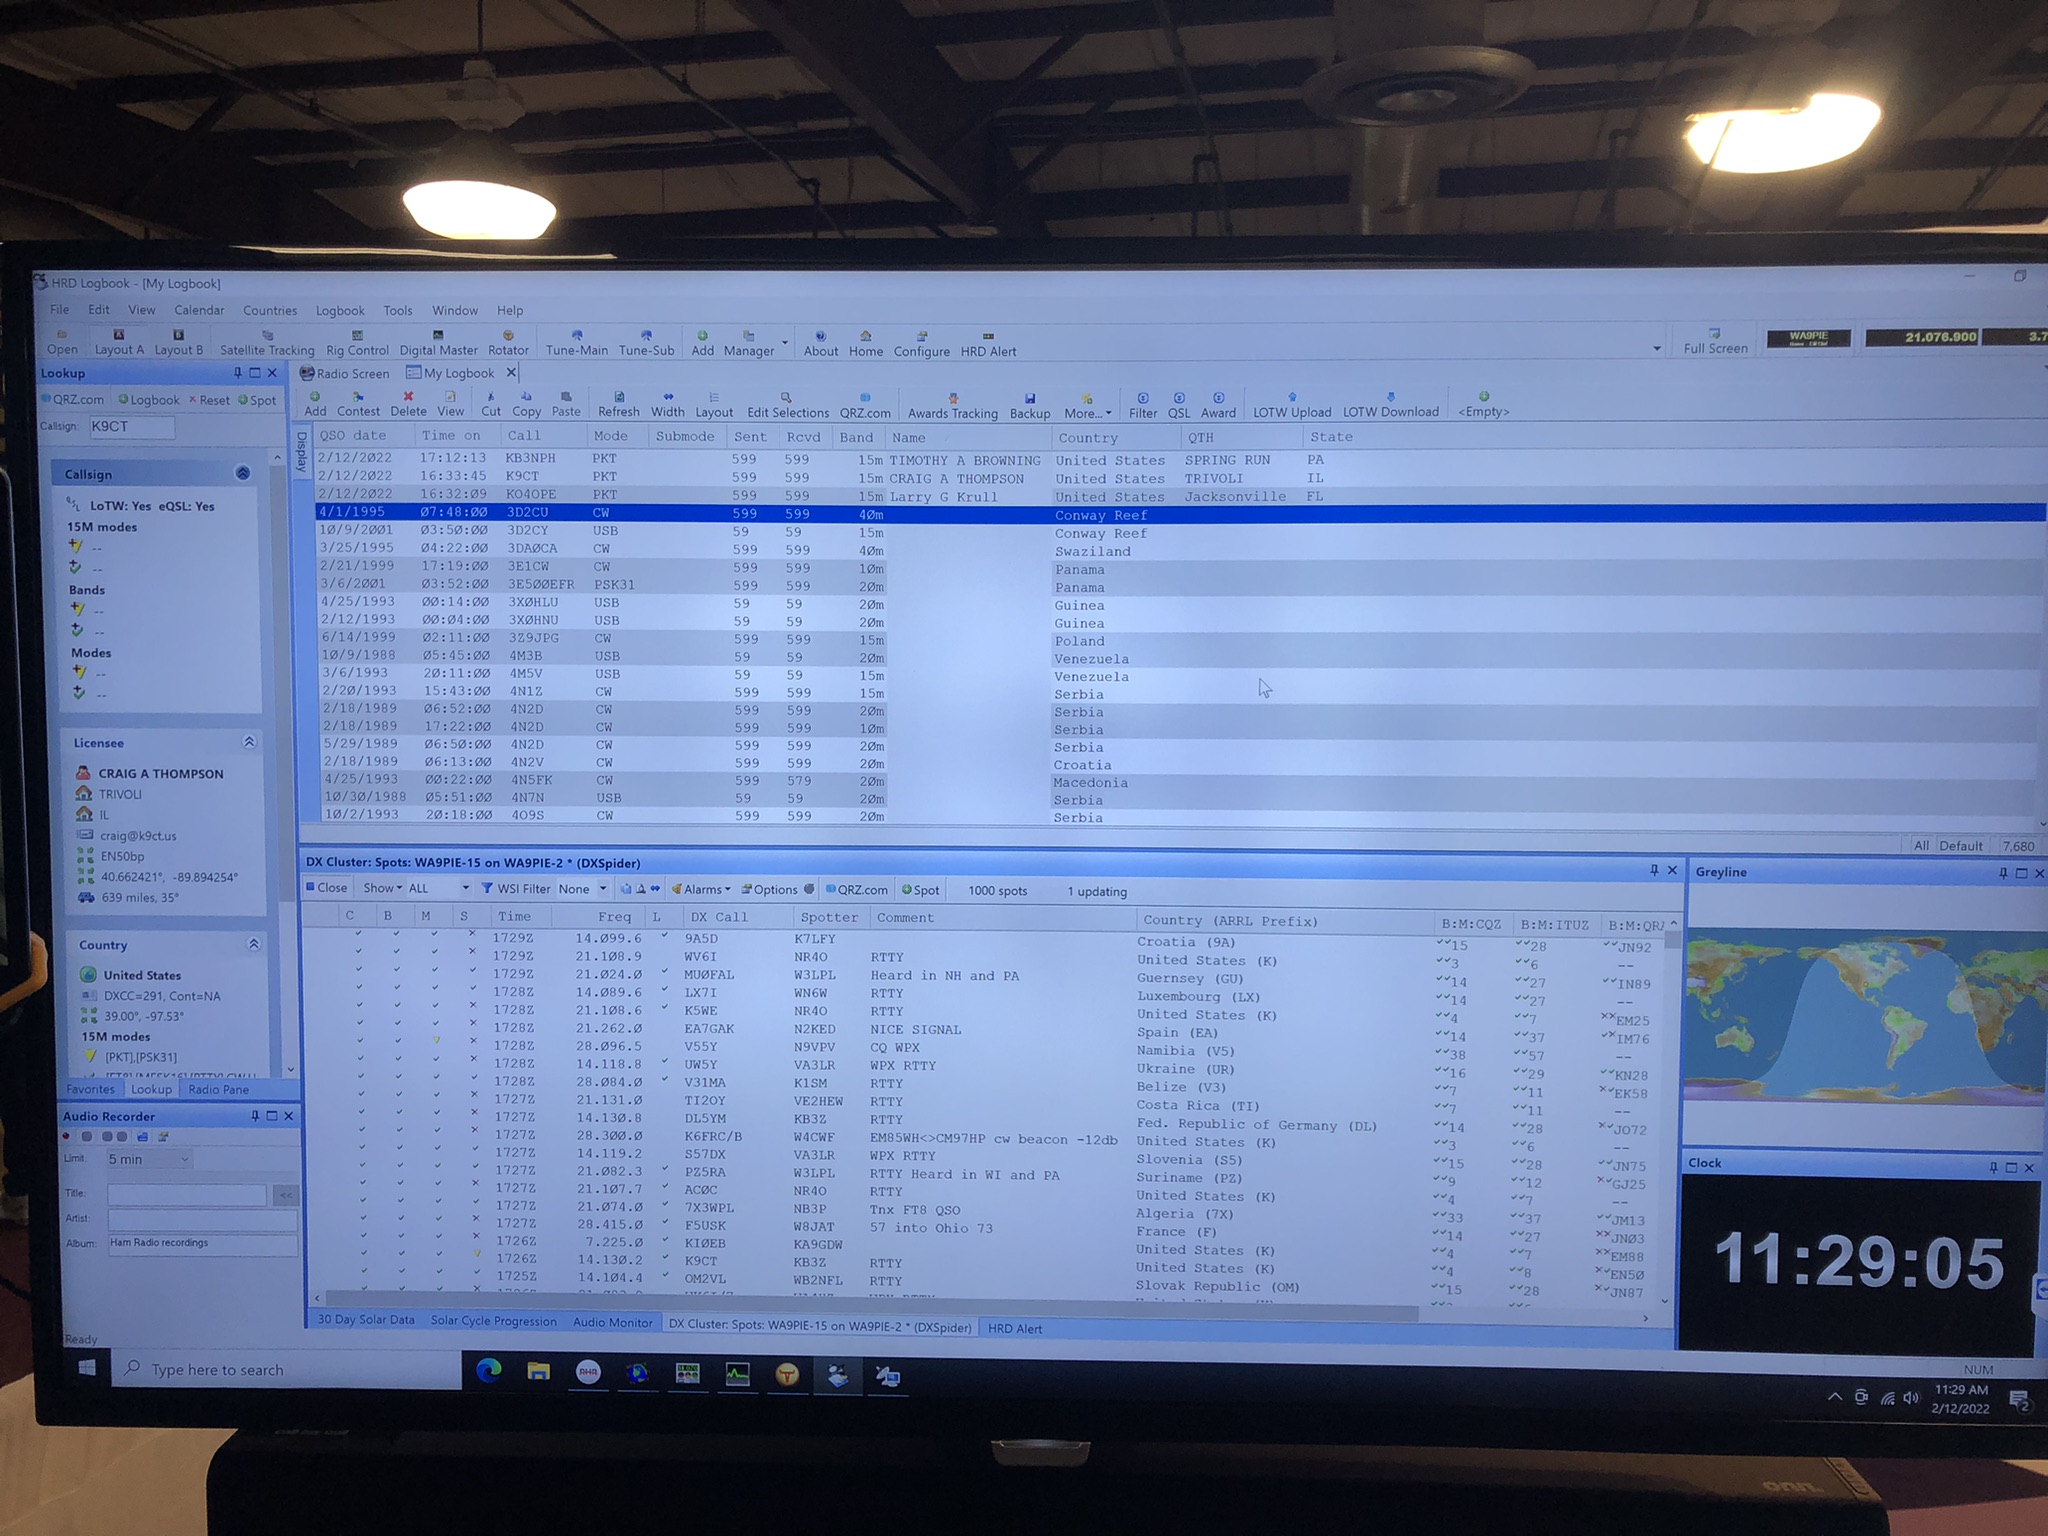 HRD Logbook - [My Logbook]
File Edit View Calendar Countries Logbook Tools Window Help
Open Layout A Layout B Satellite Tracking Rig Control Digital Master Rotator Tune-Main Tune-Sub Add Manager About Home Configure HRD Alert Full Screen WA9PIE 21.076.900 3.7
Lookup
QRZ.com Logbook Reset Spot
Callsign: K9CT
Callsign
LoTW: Yes eQSL: Yes
15M modes
--
--
Bands
--
--
Modes
--
--
Licensee
CRAIG A THOMPSON
TRIVOLI
IL
craig@k9ct.us
EN50bp
40.662421°, -89.894254°
639 miles, 35°
Country
United States
DXCC=291, Cont=NA
39.00°, -97.53°
15M modes
[PKT],[PSK31]
Favorites Lookup Radio Pane
Audio Recorder
Limit: 5 min
Title: <<
Artist:
Album: Ham Radio recordings
Ready
Radio Screen My Logbook
Add Contest Delete View Cut Copy Paste Refresh Width Layout Edit Selections QRZ.com Awards Tracking Backup More... Filter QSL Award LOTW Upload LOTW Download <Empty>
Display
QSO date Time on Call Mode Submode Sent Rcvd Band Name Country QTH State
2/12/2022 17:12:13 KB3NPH PKT 599 599 15m TIMOTHY A BROWNING United States SPRING RUN PA
2/12/2022 16:33:45 K9CT PKT 599 599 15m CRAIG A THOMPSON United States TRIVOLI IL
2/12/2022 16:32:09 KO4OPE PKT 599 599 15m Larry G Krull United States Jacksonville FL
4/1/1995 07:48:00 3D2CU CW 599 599 40m Conway Reef
10/9/2001 03:50:00 3D2CY USB 59 59 15m Conway Reef
3/25/1995 04:22:00 3DA0CA CW 599 599 40m Swaziland
2/21/1999 17:19:00 3E1CW CW 599 599 10m Panama
3/6/2001 03:52:00 3E500EFR PSK31 599 599 20m Panama
4/25/1993 00:14:00 3X0HLU USB 59 59 20m Guinea
2/12/1993 00:04:00 3X0HNU USB 59 59 20m Guinea
6/14/1999 02:11:00 3Z9JPG CW 599 599 15m Poland
10/9/1988 05:45:00 4M3B USB 59 59 20m Venezuela
3/6/1993 20:11:00 4M5V USB 59 59 15m Venezuela
2/20/1993 15:43:00 4N1Z CW 599 599 15m Serbia
2/18/1989 06:52:00 4N2D CW 599 599 20m Serbia
2/18/1989 17:22:00 4N2D CW 599 599 10m Serbia
5/29/1989 06:50:00 4N2D CW 599 599 20m Serbia
2/18/1989 06:13:00 4N2V CW 599 599 20m Croatia
4/25/1993 00:22:00 4N5FK CW 599 579 20m Macedonia
10/30/1988 05:51:00 4N7N USB 59 59 20m Serbia
10/2/1993 20:18:00 4O9S CW 599 599 20m Serbia
All Default 7,680
DX Cluster: Spots: WA9PIE-15 on WA9PIE-2 * (DXSpider)
Close Show ALL WSI Filter None Alarms Options QRZ.com Spot 1000 spots 1 updating
C B M S Time Freq L DX Call Spotter Comment Country (ARRL Prefix) B:M:CQZ B:M:ITUZ B:M:QRA
1729Z 14.099.6 9A5D K7LFY Croatia (9A) 15 28 JN92
1729Z 21.108.9 WV6I NR4O RTTY United States (K) 3 6 --
1729Z 21.024.0 MU0FAL W3LPL Heard in NH and PA Guernsey (GU) 14 27 IN89
1728Z 14.089.6 LX7I WN6W RTTY Luxembourg (LX) 14 27 --
1728Z 21.108.6 K5WE NR4O RTTY United States (K) 4 7 EM25
1728Z 21.262.0 EA7GAK N2KED NICE SIGNAL Spain (EA) 14 37 IM76
1728Z 28.096.5 V55Y N9VPV CQ WPX Namibia (V5) 38 57 --
1728Z 14.118.8 UW5Y VA3LR WPX RTTY Ukraine (UR) 16 29 KN28
1728Z 28.084.0 V31MA K1SM RTTY Belize (V3) 7 11 EK58
1727Z 21.131.0 TI2OY VE2HEW RTTY Costa Rica (TI) 7 11 --
1727Z 14.130.8 DL5YM KB3Z RTTY Fed. Republic of Germany (DL) 14 28 JO72
1727Z 28.300.0 K6FRC/B W4CWF EM85WH<>CM97HP cw beacon -12db United States (K) 3 6 --
1727Z 14.119.2 S57DX VA3LR WPX RTTY Slovenia (S5) 15 28 JN75
1727Z 21.082.3 PZ5RA W3LPL RTTY Heard in WI and PA Suriname (PZ) 9 12 GJ25
1727Z 21.107.7 AC0C NR4O RTTY United States (K) 4 7 --
1727Z 21.074.0 7X3WPL NB3P Tnx FT8 QSO Algeria (7X) 33 37 JM13
1727Z 28.415.0 F5USK W8JAT 57 into Ohio 73 France (F) 14 27 JN03
1726Z 7.225.0 KI0EB KA9GDW United States (K) 4 7 EM88
1726Z 14.130.2 K9CT KB3Z RTTY United States (K) 4 8 EN50
1725Z 14.104.4 OM2VL WB2NFL RTTY Slovak Republic (OM) 15 28 JN87
30 Day Solar Data Solar Cycle Progression Audio Monitor DX Cluster: Spots: WA9PIE-15 on WA9PIE-2 * (DXSpider) HRD Alert
Greyline
Clock
11:29:05
NUM
Type here to search
11:29 AM
2/12/2022
2
onn.